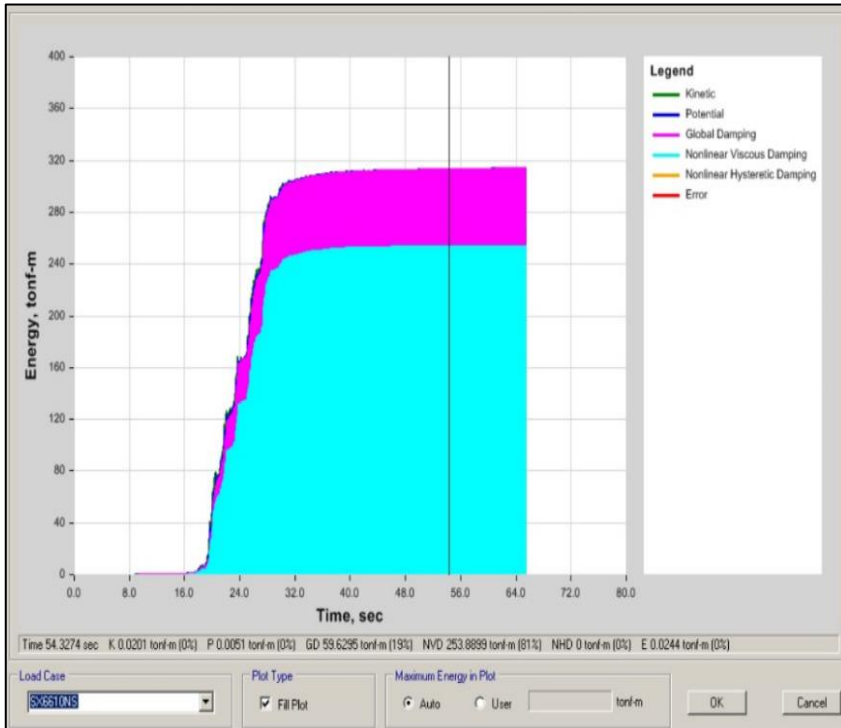 400
360
320
280
240
200
160
120
80
40
0
Energy, tonf-m
0.0 8.0 16.0 24.0 32.0 40.0 48.0 56.0 64.0 72.0 80.0
Time, sec
Legend
Kinetic
Potential
Global Damping
Nonlinear Viscous Damping
Nonlinear Hysteretic Damping
Error
Time 54.3274 sec K 0.0201 tonf-m (0%) P 0.0051 tonf-m (0%) GD 59.6295 tonf-m (19%) NVD 253.8899 tonf-m (81%) NHD 0 tonf-m (0%) E 0.0244 tonf-m (0%)
Load Case
SX6610NS
Plot Type
Fill Plot
Maximum Energy in Plot
Auto User tonf-m
OK Cancel